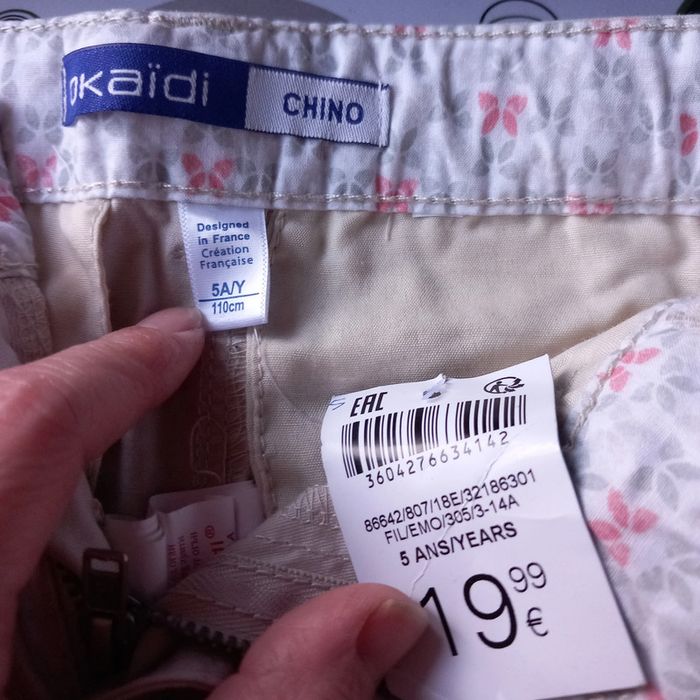 okaïdi
CHINO
Designed
in France
Création
Française
5A/Y
110cm
EAC
3604276634142
86642/807/18E/32186301
FIL/EMO/305/3-14A
5 ANS/YEARS
19 99
€